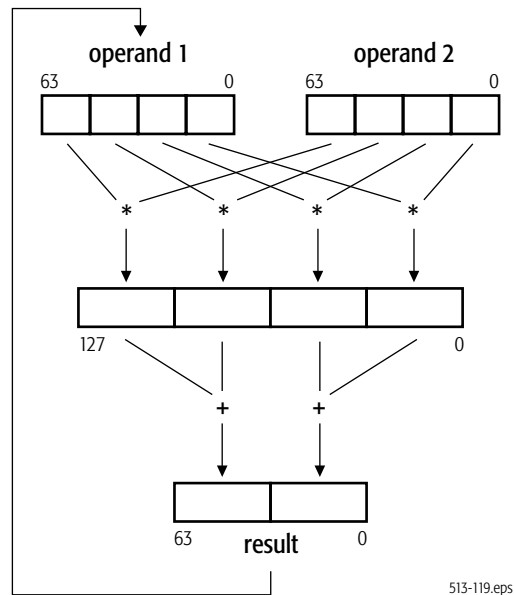 operand 1 operand 2
63 0 63 0
* * * *
127 0
+ +
63 result 0
513-119.eps